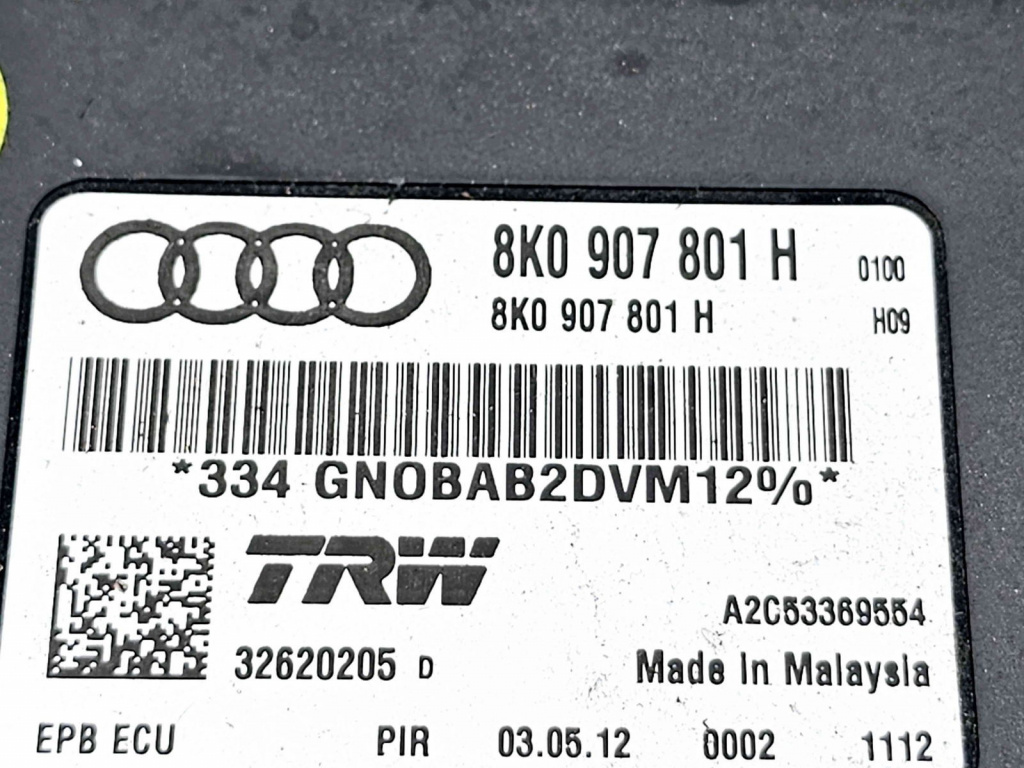 8K0 907 801 H 0100
8K0 907 801 H H09
*334 GN0BAB2DVM12%*
TRW
A2C53369554
32620205 D Made In Malaysia
EPB ECU PIR 03.05.12 0002 1112